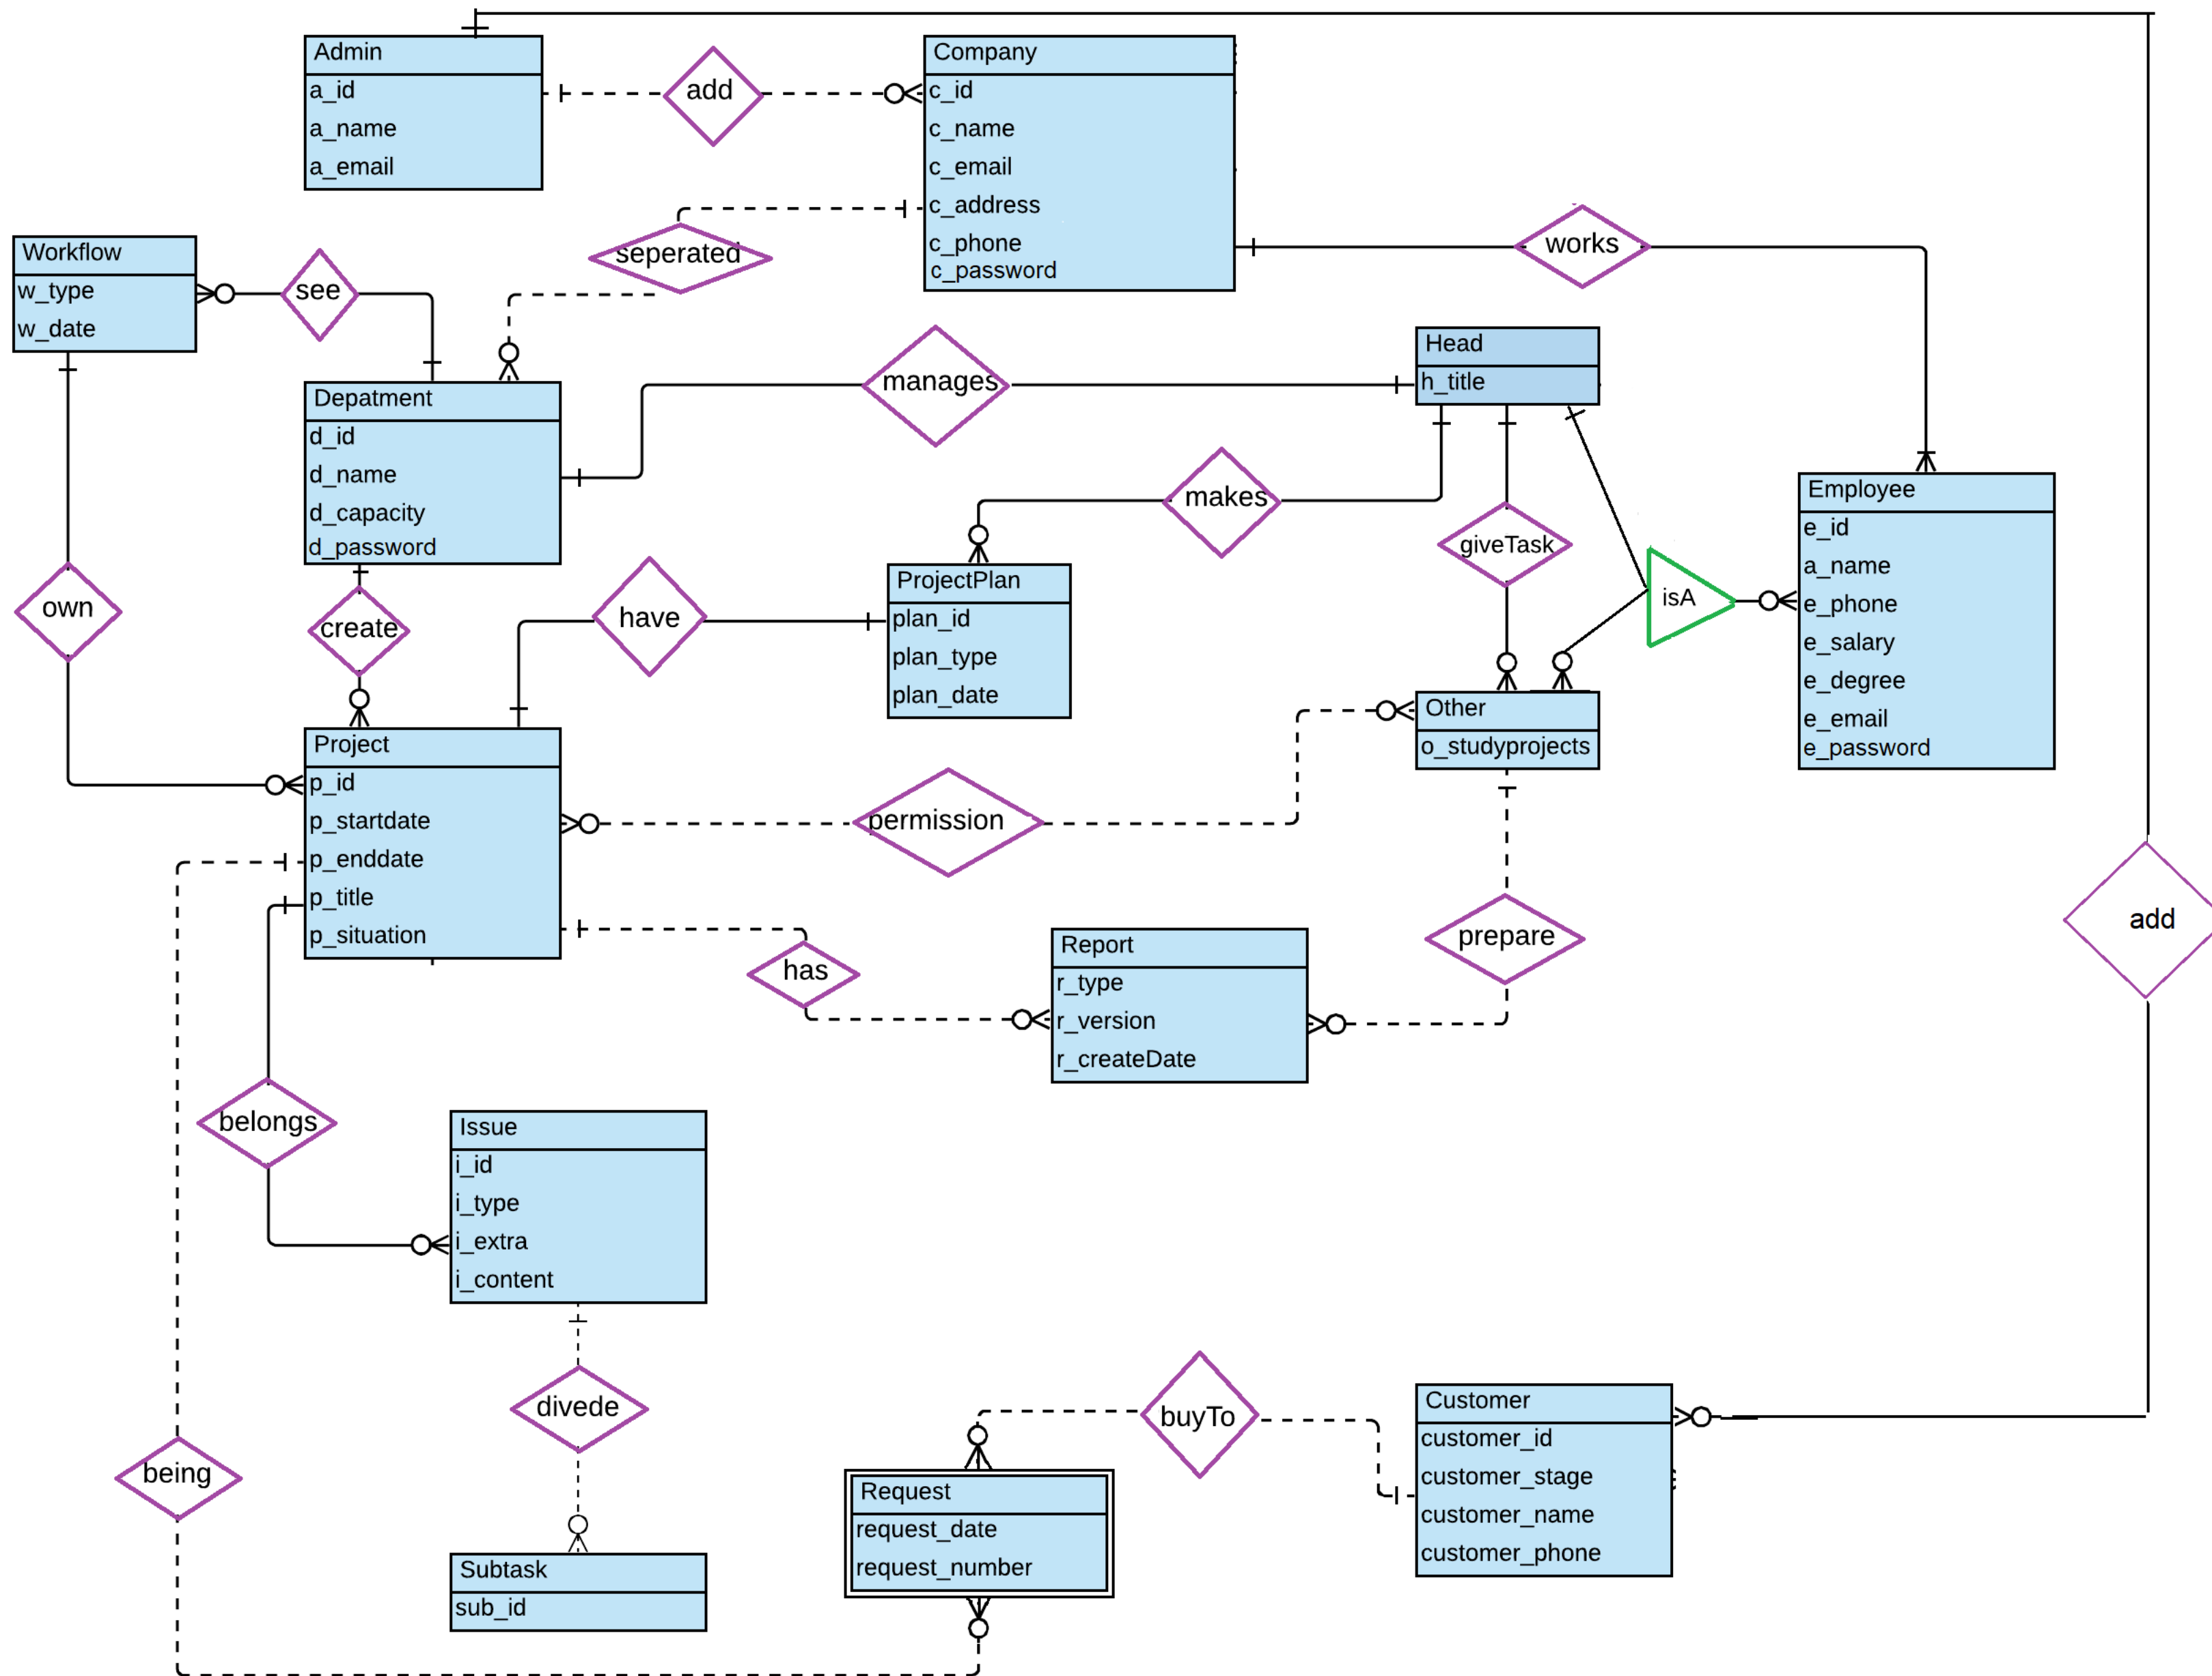 Admin
a_id
a_name
a_email
add
Company
c_id
c_name
c_email
c_address
c_phone
c_password
seperated
works
Workflow
w_type
w_date
see
Depatment
d_id
d_name
d_capacity
d_password
manages
Head
h_title
makes
giveTask
isA
Employee
e_id
a_name
e_phone
e_salary
e_degree
e_email
e_password
own
create
have
ProjectPlan
plan_id
plan_type
plan_date
Other
o_studyprojects
Project
p_id
p_startdate
p_enddate
p_title
p_situation
permission
add
has
Report
r_type
r_version
r_createDate
prepare
belongs
Issue
i_id
i_type
i_extra
i_content
divede
being
Subtask
sub_id
buyTo
Request
request_date
request_number
Customer
customer_id
customer_stage
customer_name
customer_phone